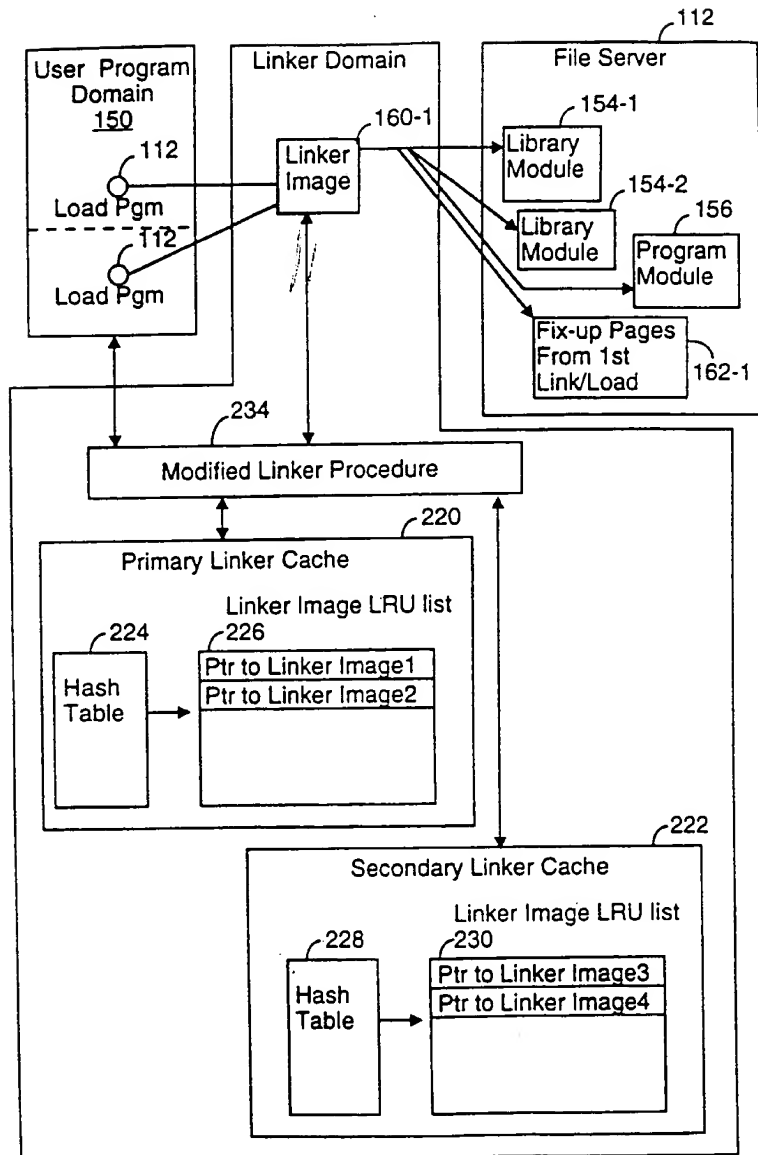 112
User Program
Domain
150
Linker Domain
File Server
160-1
154-1
112
Linker
Image
Library
Module
154-2
Load Pgm
156
112
Library
Module
Program
Module
Load Pgm
Fix-up Pages
From 1st
Link/Load
162-1
234
Modified Linker Procedure
220
Primary Linker Cache
Linker Image LRU list
224
226
Hash
Table
Ptr to Linker Image1
Ptr to Linker Image2
222
Secondary Linker Cache
Linker Image LRU list
228
230
Hash
Table
Ptr to Linker Image3
Ptr to Linker Image4